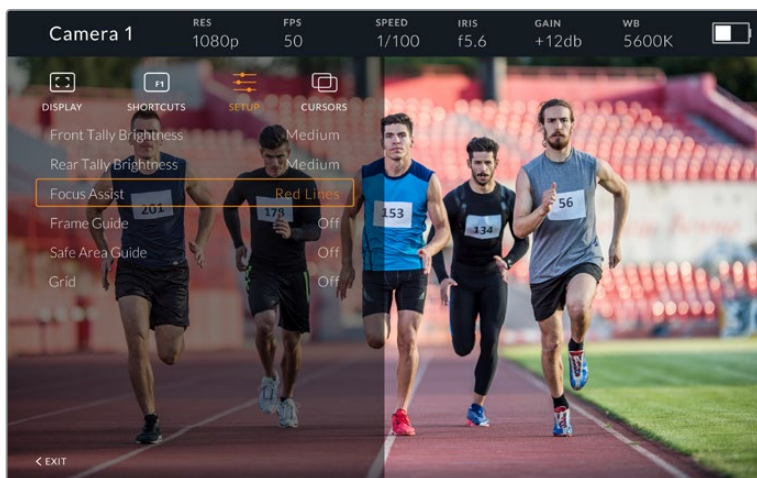 Camera 1
RES FPS SPEED IRIS GAIN WB
1080p 50 1/100 f5.6 +12db 5600K
F1
DISPLAY SHORTCUTS SETUP CURSORS
Front Tally Brightness Medium
Rear Tally Brightness Medium
Focus Assist Red Lines
Frame Guide Off
Safe Area Guide Off
Grid Off
201
178
153
134
56
< EXIT